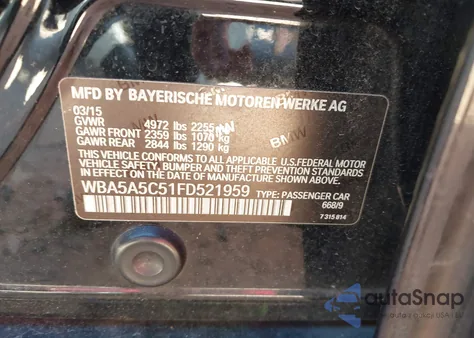 MFD BY BAYERISCHE MOTOREN WERKE AG
03/15
GVWR 4972 lbs 2255 kg
GAWR FRONT 2359 lbs 1070 kg
GAWR REAR 2844 lbs 1290 kg
BMW
THIS VEHICLE CONFORMS TO ALL APPLICABLE U.S.FEDERAL MOTOR
VEHICLE SAFETY, BUMPER, AND THEFT PREVENTION STANDARDS
IN EFFECT ON THE DATE OF MANUFACTURE SHOWN ABOVE.
WBA5A5C51FD521959 TYPE: PASSENGER CAR
668/9
7 315 814
autoSnap